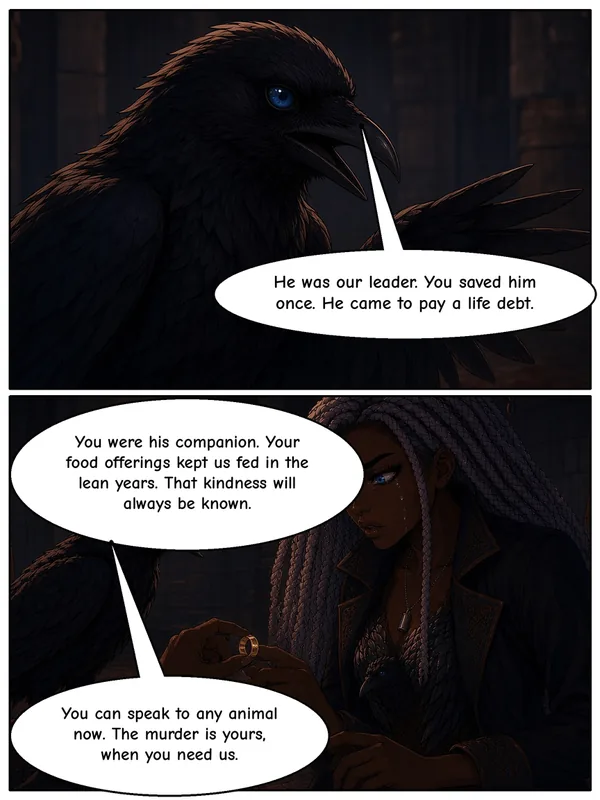 He was our leader. You saved him
once. He came to pay a life debt.
You were his companion. Your
food offerings kept us fed in the
lean years. That kindness will
always be known.
You can speak to any animal
now. The murder is yours,
when you need us.